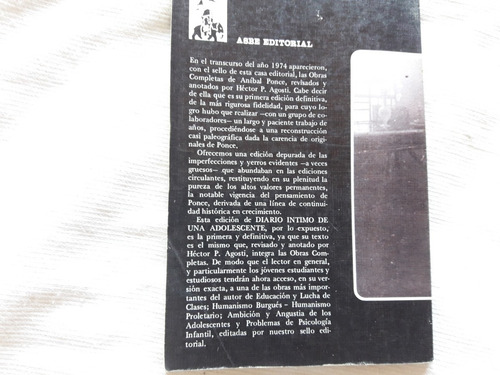 ASBE EDITORIAL
En el transcurso del año 1974 aparecieron,
con el sello de esta casa editorial, las Obras
Completas de Aníbal Ponce, revisados y
anotados por Héctor P. Agosti. Cabe decir
de ella que es su primera edición definitiva,
de la más rigurosa fidelidad, para cuyo lo-
gro hubo que realizar —con un grupo de co-
laboradores— un largo y paciente trabajo de
años, procediéndose a una reconstrucción
casi paleográfica dada la carencia de origi-
nales de Ponce.
Ofrecemos una edición depurada de las
imperfecciones y yerros evidentes —a veces
gruesos— que abundaban en las ediciones
circulantes, restituyendo en su plenitud la
pureza de los altos valores permanentes,
la notable vigencia del pensamiento de
Ponce, derivada de una línea de continui-
dad histórica en crecimiento.
Esta edición de DIARIO INTIMO DE
UNA ADOLESCENTE, por lo expuesto,
es la primera y definitiva, ya que su texto
es el mismo que, revisado y anotado por
Héctor P. Agosti, integra las Obras Com-
pletas. De modo que el lector en general,
y particularmente los jóvenes estudiantes y
estudiosos tendrán ahora acceso, en su ver-
sión exacta, a una de las obras más impor-
tantes del autor de Educación y Lucha de
Clases; Humanismo Burgués - Humanismo
Proletario; Ambición y Angustia de los
Adolescentes y Problemas de Psicología
Infantil, editadas por nuestro sello edi-
torial.